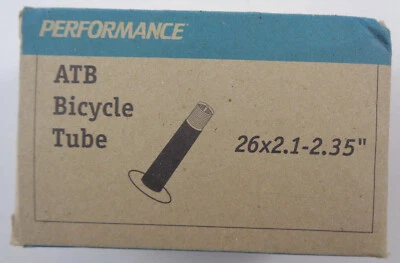 PERFORMANCE
ATB
Bicycle
Tube
26x2.1-2.35"